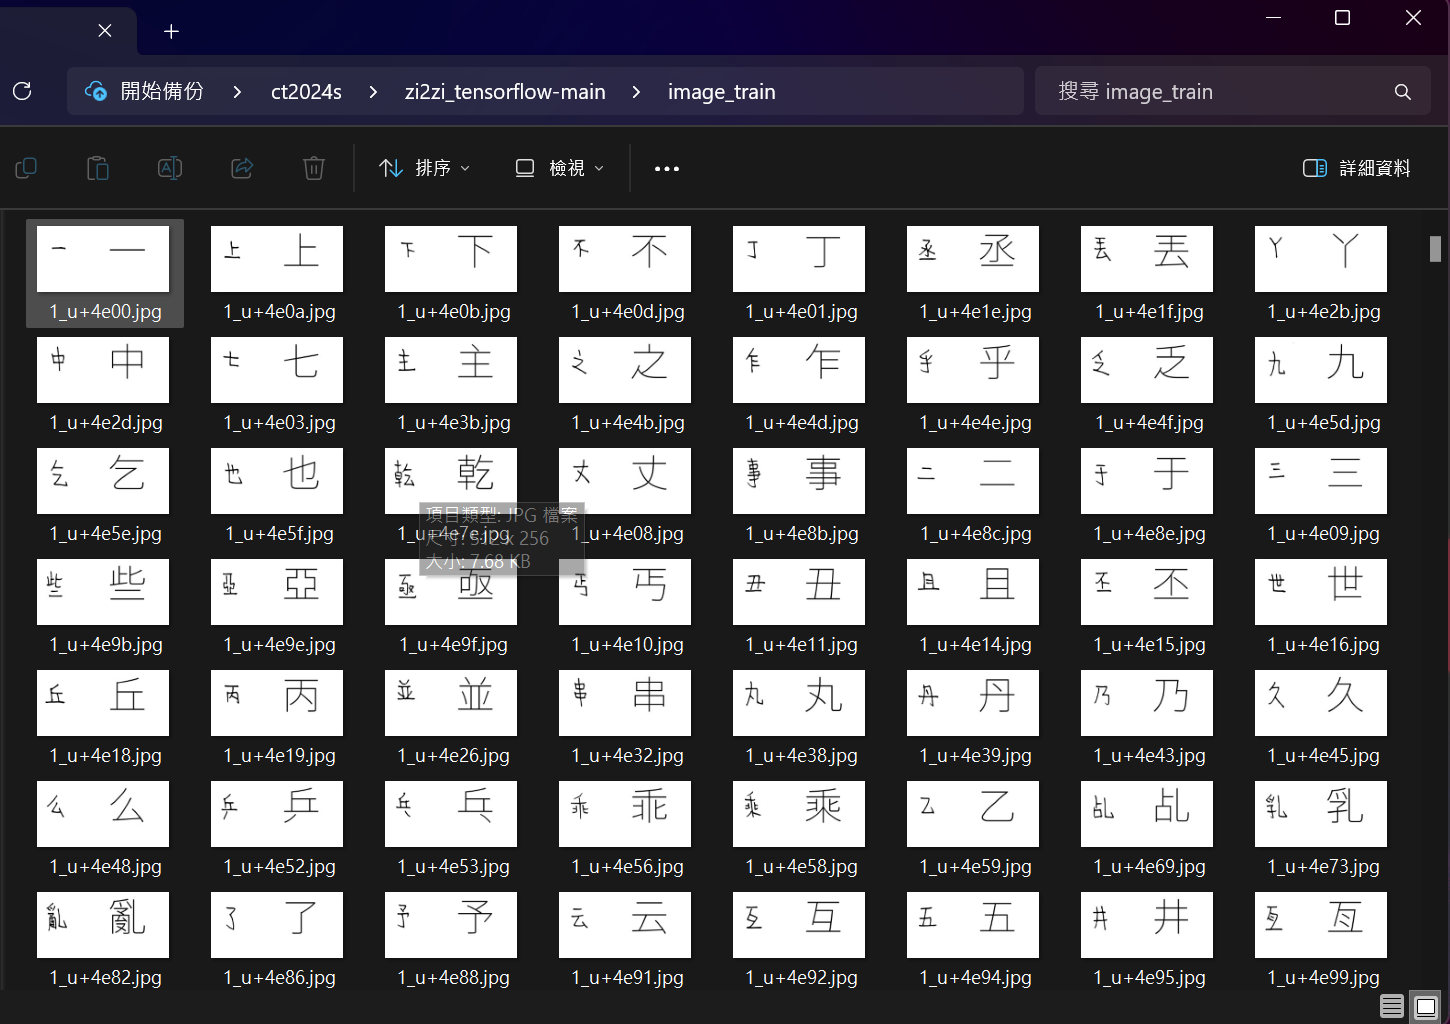 開始備份 > ct2024s > zi2zi_tensorflow-main > image_train
搜尋 image_train
排序 檢視 ••• 詳細資料
一 一 上 上 下 下 不 不 丁 丁 丞 丞 丟 丟 丫 丫
1_u+4e00.jpg 1_u+4e0a.jpg 1_u+4e0b.jpg 1_u+4e0d.jpg 1_u+4e01.jpg 1_u+4e1e.jpg 1_u+4e1f.jpg 1_u+4e2b.jpg
中 中 七 七 主 主 之 之 乍 乍 乎 乎 乏 乏 九 九
1_u+4e2d.jpg 1_u+4e03.jpg 1_u+4e3b.jpg 1_u+4e4b.jpg 1_u+4e4d.jpg 1_u+4e4e.jpg 1_u+4e4f.jpg 1_u+4e5d.jpg
乞 乞 也 也 乾 乾 丈 丈 事 事 二 二 于 于 三 三
1_u+4e5e.jpg 1_u+4e5f.jpg 1_u+4e7e.jpg 1_u+4e08.jpg 1_u+4e8b.jpg 1_u+4e8c.jpg 1_u+4e8e.jpg 1_u+4e09.jpg
項目類型: JPG 檔案
尺寸: 512 x 256
大小: 7.68 KB
些 些 亞 亞 亟 亟 丐 丐 丑 丑 且 且 丕 丕 世 世
1_u+4e9b.jpg 1_u+4e9e.jpg 1_u+4e9f.jpg 1_u+4e10.jpg 1_u+4e11.jpg 1_u+4e14.jpg 1_u+4e15.jpg 1_u+4e16.jpg
丘 丘 丙 丙 並 並 串 串 丸 丸 丹 丹 乃 乃 久 久
1_u+4e18.jpg 1_u+4e19.jpg 1_u+4e26.jpg 1_u+4e32.jpg 1_u+4e38.jpg 1_u+4e39.jpg 1_u+4e43.jpg 1_u+4e45.jpg
么 么 乒 乒 乓 乓 乖 乖 乘 乘 乙 乙 乩 乩 乳 乳
1_u+4e48.jpg 1_u+4e52.jpg 1_u+4e53.jpg 1_u+4e56.jpg 1_u+4e58.jpg 1_u+4e59.jpg 1_u+4e69.jpg 1_u+4e73.jpg
亂 亂 了 了 予 予 云 云 互 互 五 五 井 井 亙 亙
1_u+4e82.jpg 1_u+4e86.jpg 1_u+4e88.jpg 1_u+4e91.jpg 1_u+4e92.jpg 1_u+4e94.jpg 1_u+4e95.jpg 1_u+4e99.jpg